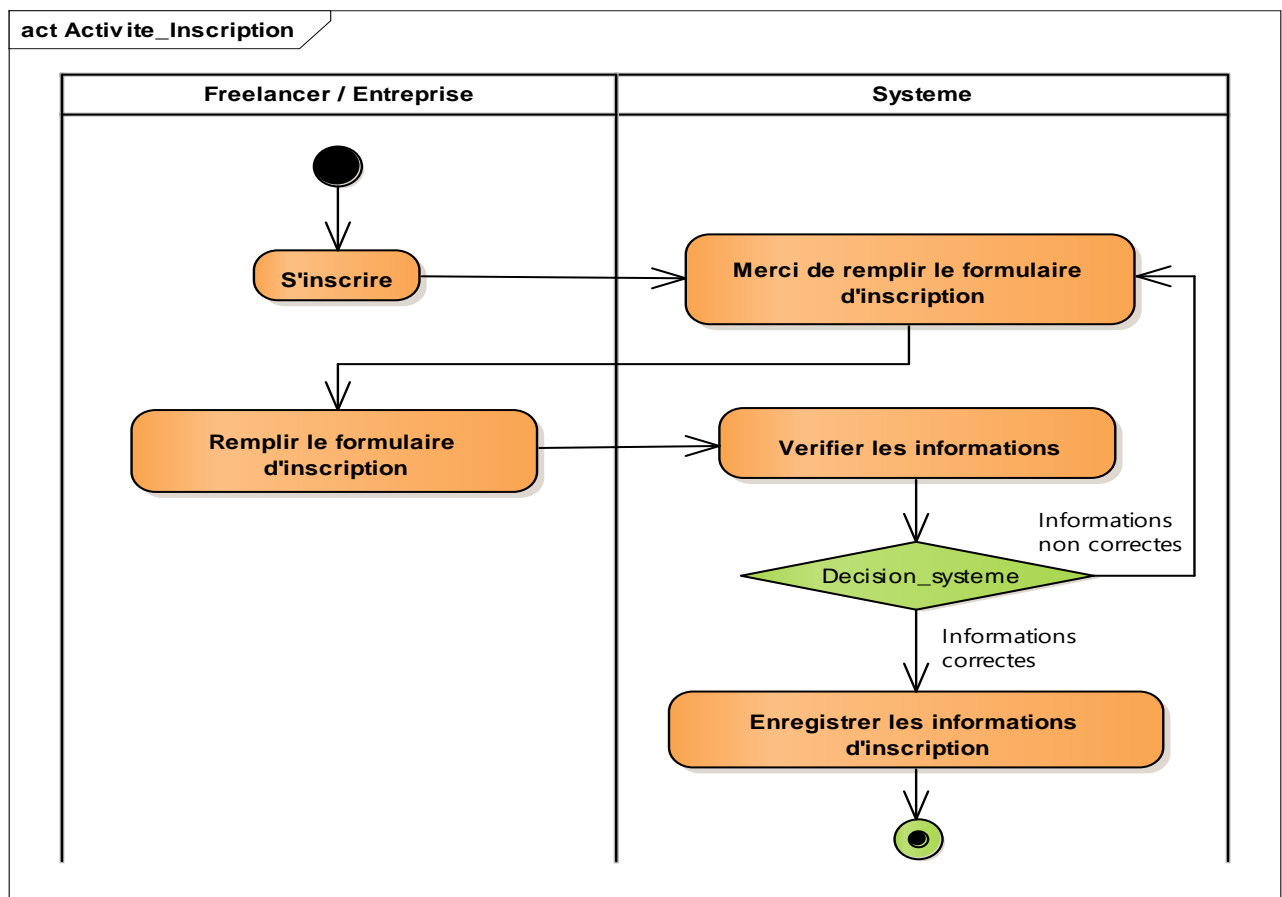 act Activite_Inscription
Freelancer / Entreprise
Systeme
S'inscrire
Merci de remplir le formulaire
d'inscription
Remplir le formulaire
d'inscription
Verifier les informations
Informations
non correctes
Decision_systeme
Informations
correctes
Enregistrer les informations
d'inscription